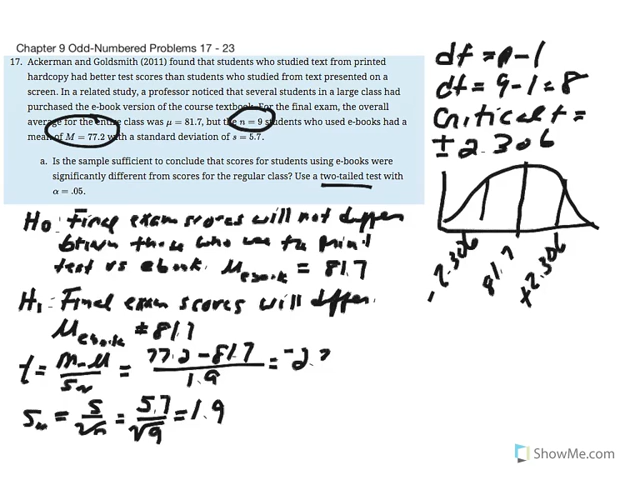 Chapter 9 Odd-Numbered Problems 17 - 23
17. Ackerman and Goldsmith (2011) found that students who studied text from printed
hardcopy had better test scores than students who studied from text presented on a
screen. In a related study, a professor noticed that several students in a large class had
purchased the e-book version of the course textbook. For the final exam, the overall
average for the entire class was μ = 81.7, but the n = 9 students who used e-books had a
mean of M = 77.2 with a standard deviation of s = 5.7.
a. Is the sample sufficient to conclude that scores for students using e-books were
significantly different from scores for the regular class? Use a two-tailed test with
α = .05.
H0: Final exam scores will not differ
who the print
test vs ebook. μ ebook = 81.7
H1: Final exam scores will differ.
μ ebook ≠ 81.7
t = M-μ/SM = 77.2-81.7/1.9 = -2.
SM = s/√n = 5.7/√9 = 1.9
df = n-1
df = 9-1 = 8
Critical t =
±2.306
-2.306 81.7 +2.306
ShowMe.com